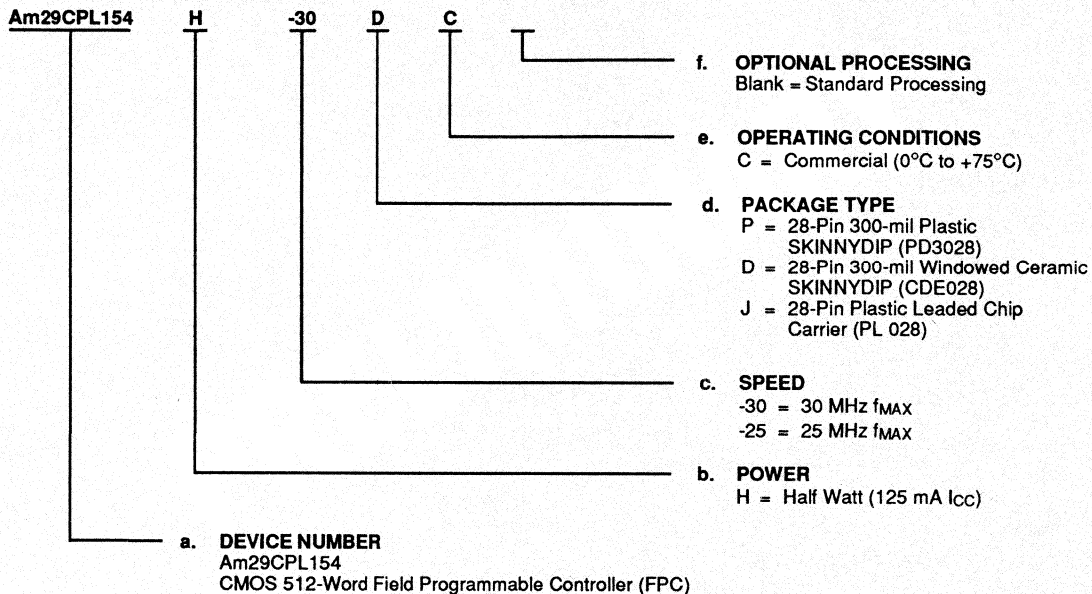 Am29CPL154 H -30 D C
f. OPTIONAL PROCESSING
Blank = Standard Processing
e. OPERATING CONDITIONS
C = Commercial (0°C to +75°C)
d. PACKAGE TYPE
P = 28-Pin 300-mil Plastic
SKINNYDIP (PD3028)
D = 28-Pin 300-mil Windowed Ceramic
SKINNYDIP (CDE028)
J = 28-Pin Plastic Leaded Chip
Carrier (PL 028)
c. SPEED
-30 = 30 MHz fMAX
-25 = 25 MHz fMAX
b. POWER
H = Half Watt (125 mA ICC)
a. DEVICE NUMBER
Am29CPL154
CMOS 512-Word Field Programmable Controller (FPC)